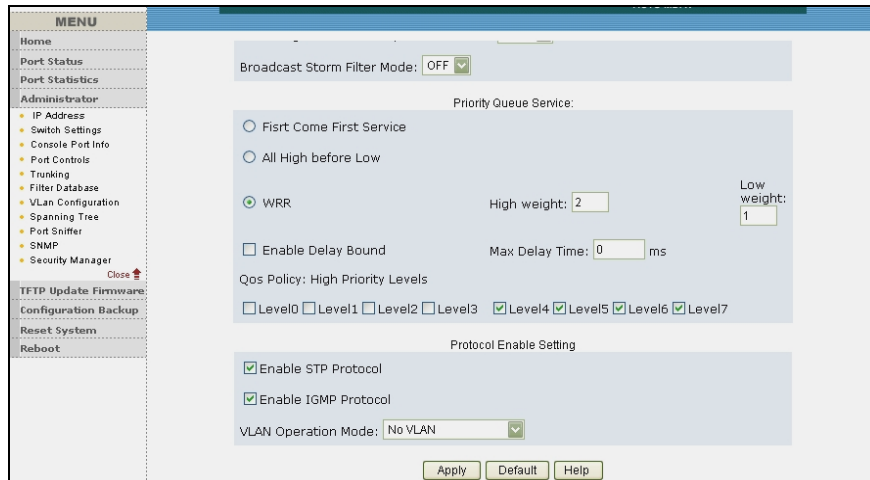 MENU
Home
Port Status
Port Statistics
Administrator
IP Address
Switch Settings
Console Port Info
Port Controls
Trunking
Filter Database
VLan Configuration
Spanning Tree
Port Sniffer
SNMP
Security Manager
Close
TFTP Update Firmware
Configuration Backup
Reset System
Reboot
Broadcast Storm Filter Mode: OFF
Priority Queue Service:
Fisrt Come First Service
All High before Low
WRR High weight: 2 Low weight: 1
Enable Delay Bound Max Delay Time: 0 ms
Qos Policy: High Priority Levels
Level0 Level1 Level2 Level3 Level4 Level5 Level6 Level7
Protocol Enable Setting
Enable STP Protocol
Enable IGMP Protocol
VLAN Operation Mode: No VLAN
Apply Default Help